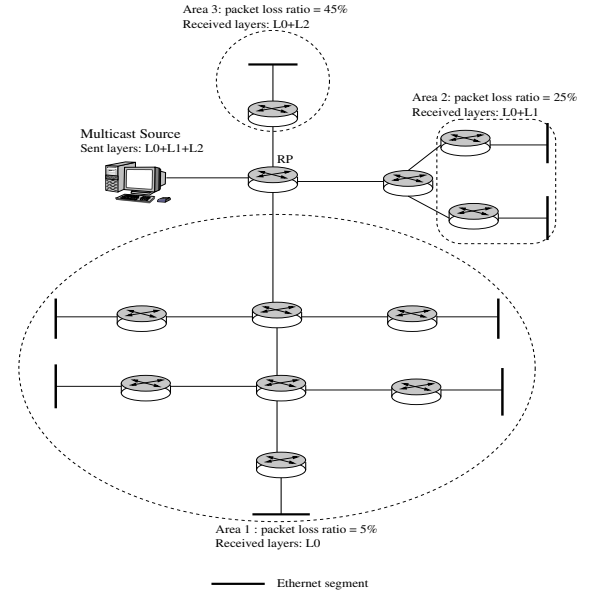 Area 3: packet loss ratio = 45%
Received layers: L0+L2
Area 2: packet loss ratio = 25%
Received layers: L0+L1
Multicast Source
Sent layers: L0+L1+L2
RP
Area 1 : packet loss ratio = 5%
Received layers: L0
Ethernet segment